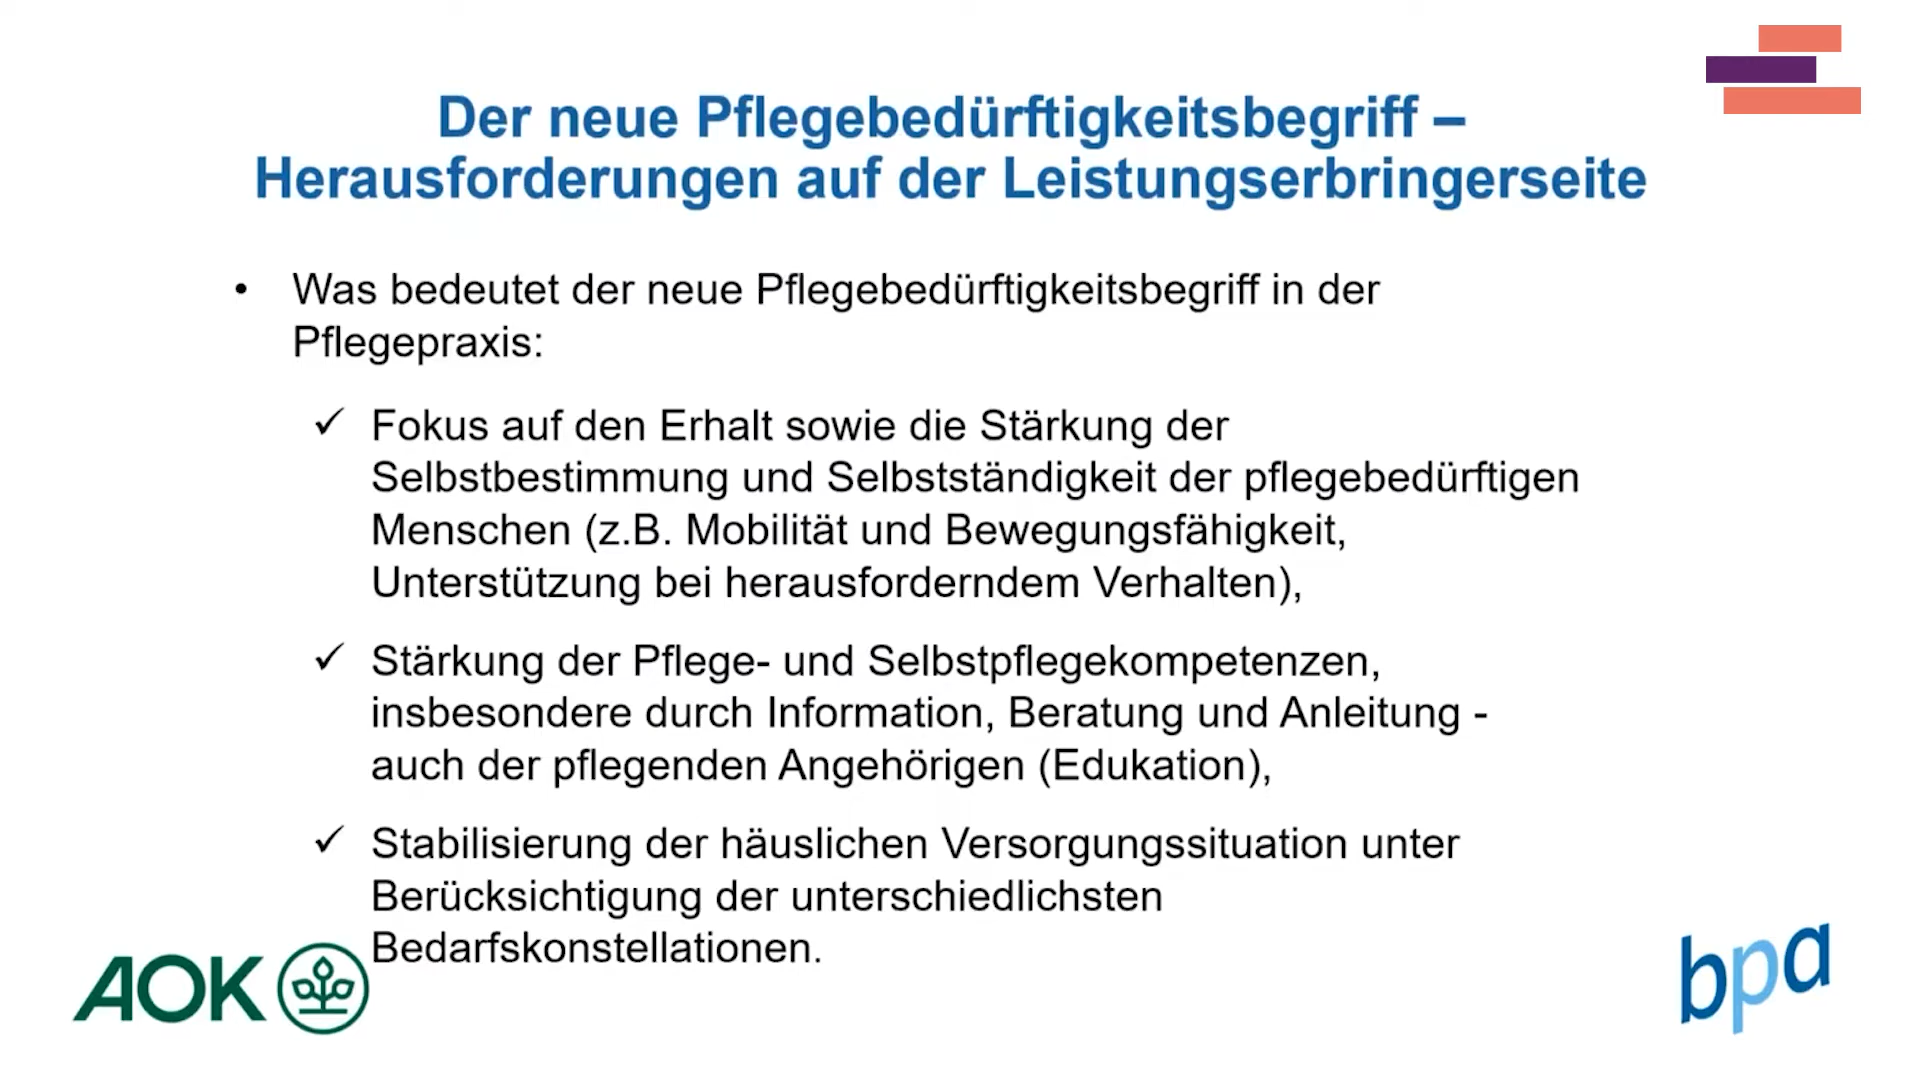 Der neue Pflegebedürftigkeitsbegriff –
Herausforderungen auf der Leistungserbringerseite
• Was bedeutet der neue Pflegebedürftigkeitsbegriff in der
Pflegepraxis:
✓ Fokus auf den Erhalt sowie die Stärkung der
Selbstbestimmung und Selbstständigkeit der pflegebedürftigen
Menschen (z.B. Mobilität und Bewegungsfähigkeit,
Unterstützung bei herausforderndem Verhalten),
✓ Stärkung der Pflege- und Selbstpflegekompetenzen,
insbesondere durch Information, Beratung und Anleitung -
auch der pflegenden Angehörigen (Edukation),
✓ Stabilisierung der häuslichen Versorgungssituation unter
Berücksichtigung der unterschiedlichsten
Bedarfskonstellationen.
AOK
bpa